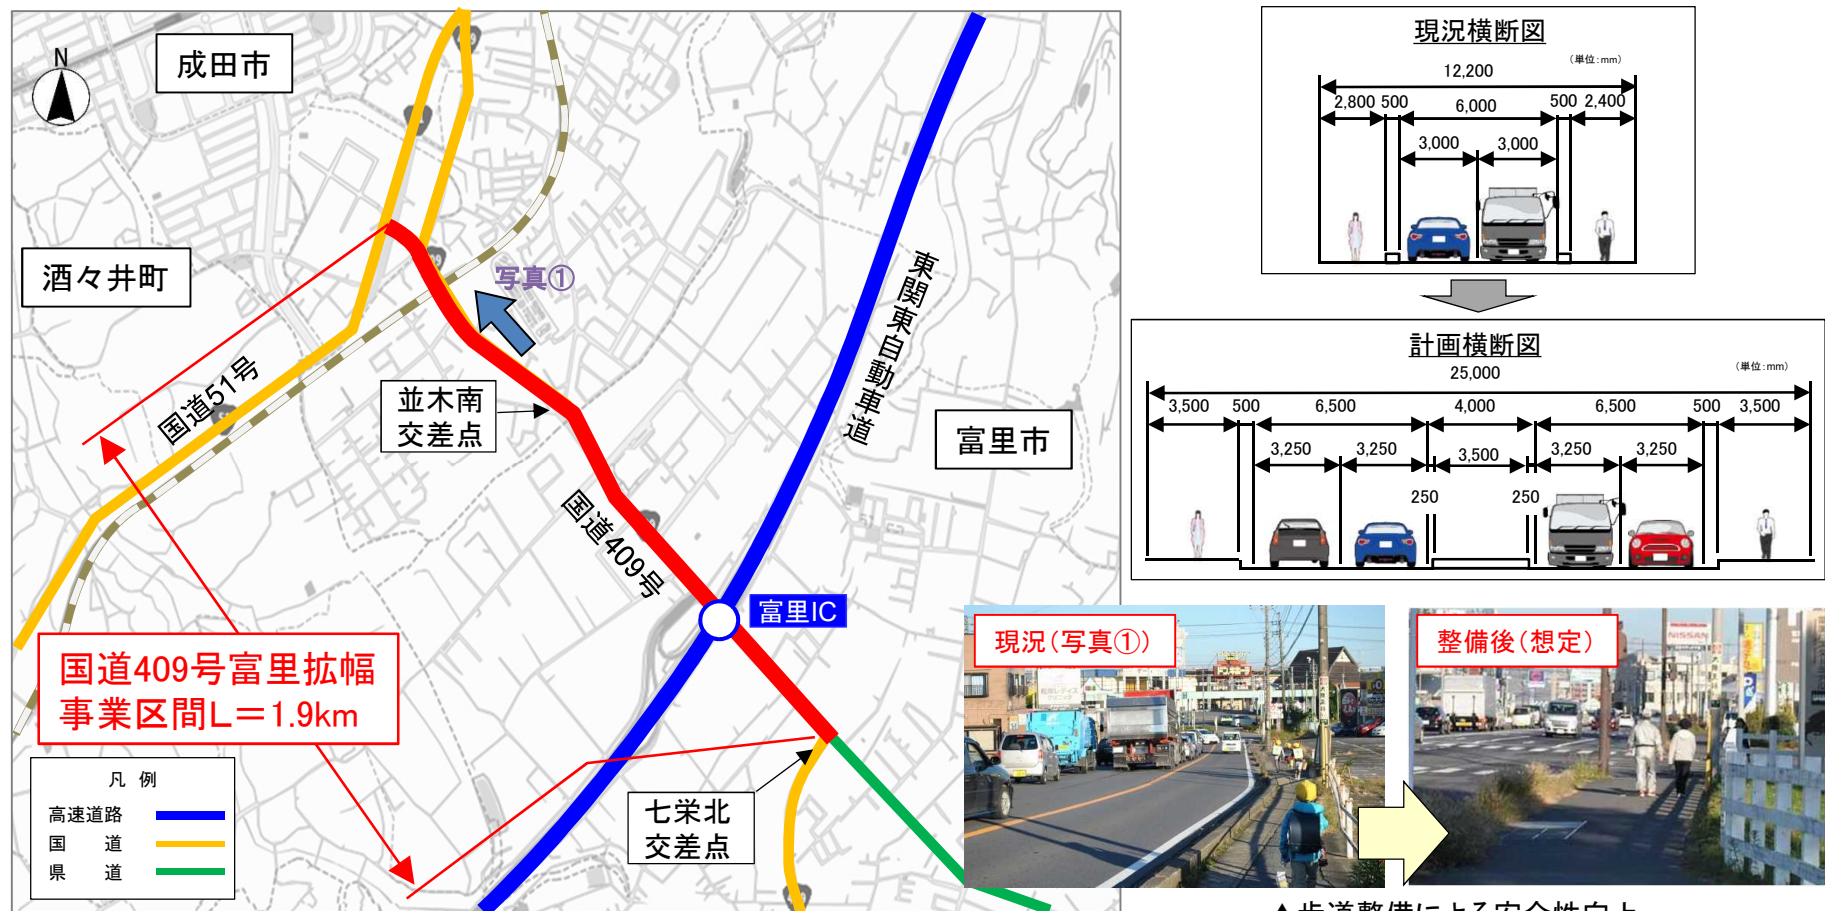 N
成田市
酒々井町
写真①
国道51号
並木南
交差点
東関東自動車道
富里市
国道409号
富里IC
国道409号富里拡幅
事業区間L＝1.9km
七栄北
交差点
凡 例
高速道路
国 道
県 道
現況横断図
（単位：mm）
12,200
2,800 500 6,000 500 2,400
3,000 3,000
計画横断図
（単位：mm）
25,000
3,500 500 6,500 4,000 6,500 500 3,500
3,250 3,250 3,500 3,250 3,250
250 250
現況（写真①）
整備後（想定）
NISSAN